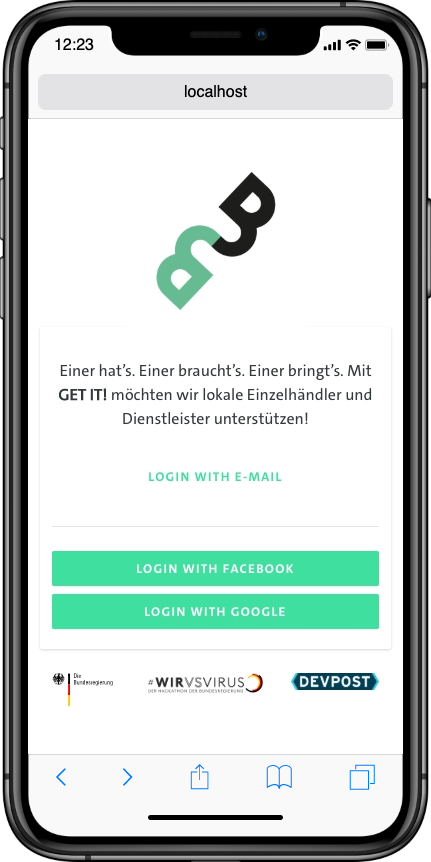 12:23
localhost
Einer hat’s. Einer braucht’s. Einer bringt’s. Mit
GET IT! möchten wir lokale Einzelhändler und
Dienstleister unterstützen!
LOGIN WITH E-MAIL
LOGIN WITH FACEBOOK
LOGIN WITH GOOGLE
Die
Bundesregierung
#WIRVSVIRUS
DER HACKATHON DER BUNDESREGIERUNG
DEVPOST